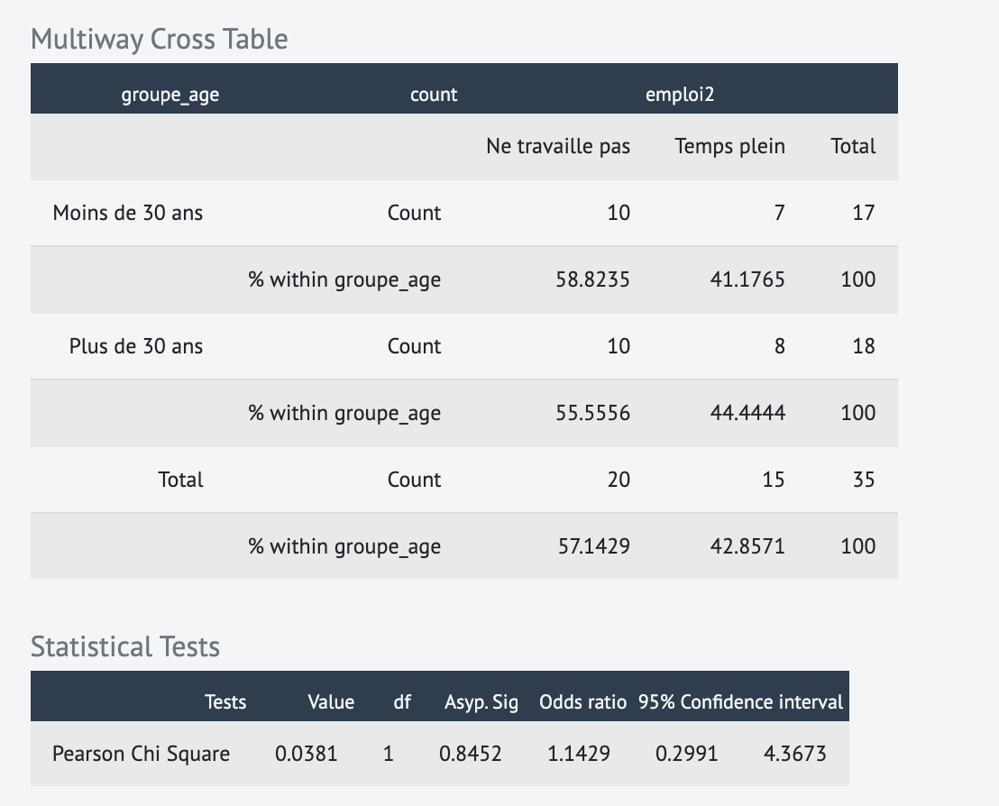 Multiway Cross Table
groupe_age count emploi2
Ne travaille pas Temps plein Total
Moins de 30 ans Count 10 7 17
% within groupe_age 58.8235 41.1765 100
Plus de 30 ans Count 10 8 18
% within groupe_age 55.5556 44.4444 100
Total Count 20 15 35
% within groupe_age 57.1429 42.8571 100
Statistical Tests
Tests Value df Asyp. Sig Odds ratio 95% Confidence interval
Pearson Chi Square 0.0381 1 0.8452 1.1429 0.2991 4.3673